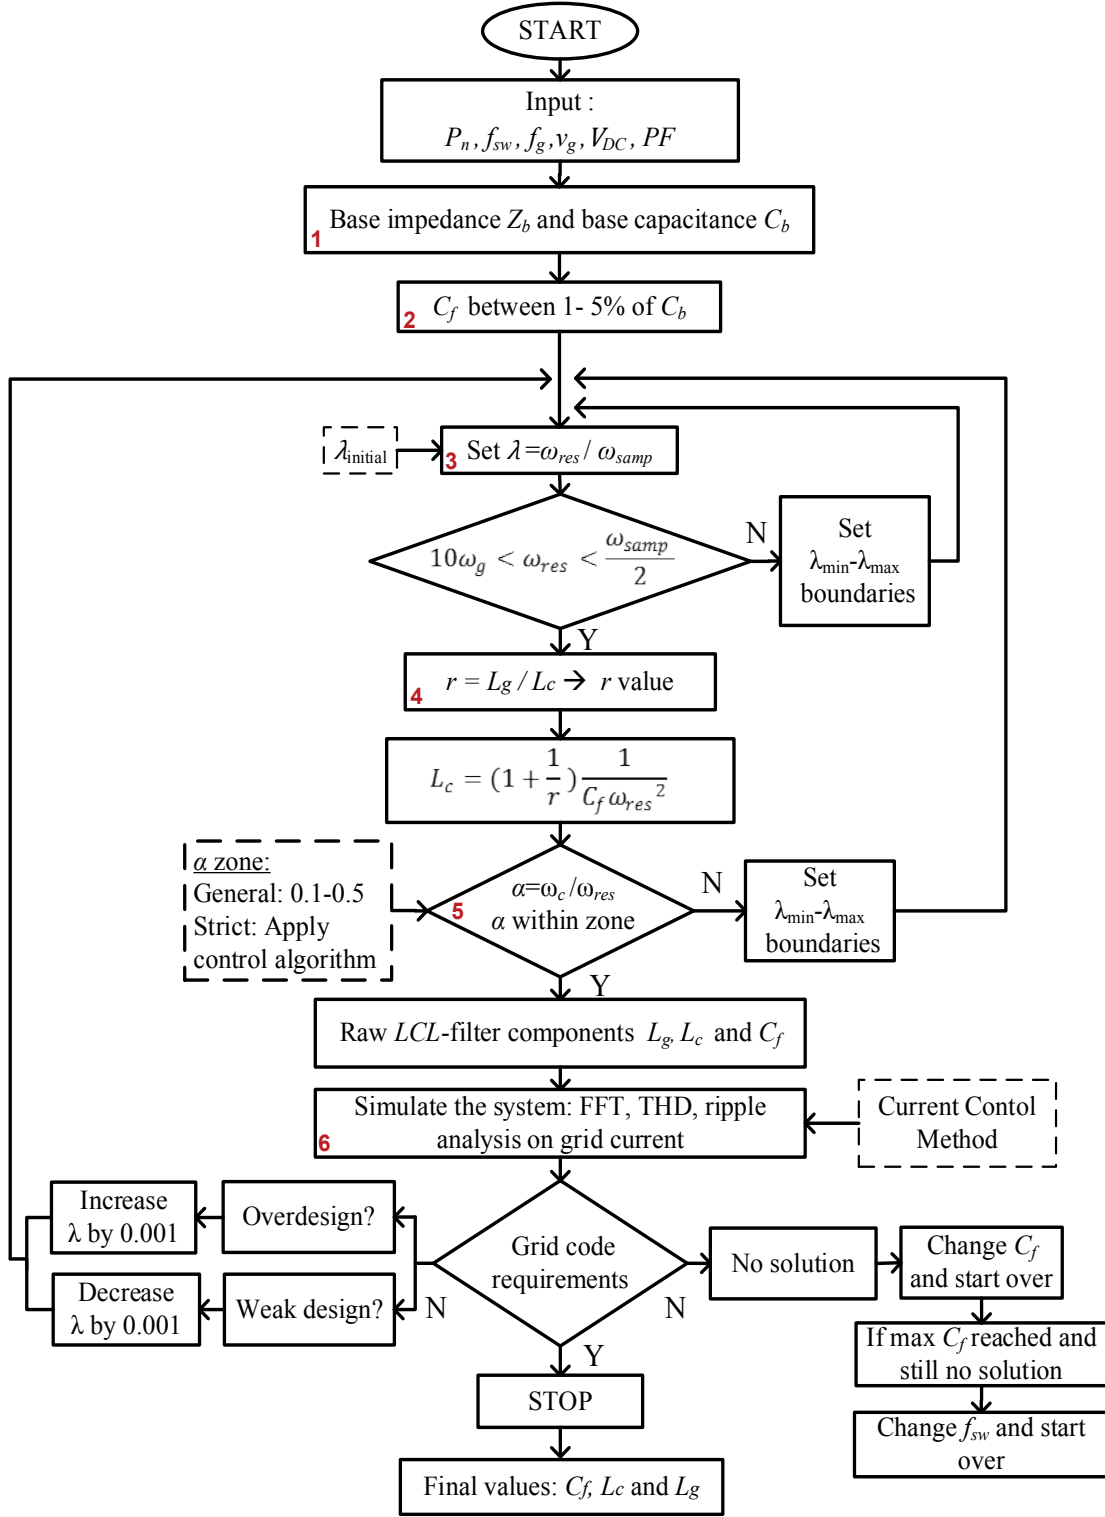 START
Input :
Pn, fsw, fg, vg, VDC, PF
Base impedance Zb and base capacitance Cb
1
Cf between 1- 5% of Cb
2
λinitial
Set λ=ωres / ωsamp
3
10ωg < ωres < ωsamp/2
N
Set
λmin-λmax
boundaries
Y
r = Lg / Lc → r value
4
Lc = (1 + 1/r) 1/(Cf ωres²)
α zone:
General: 0.1-0.5
Strict: Apply
control algorithm
α=ωc/ωres
α within zone
5
N
Set
λmin-λmax
boundaries
Y
Raw LCL-filter components Lg, Lc and Cf
Simulate the system: FFT, THD, ripple
analysis on grid current
6
Current Contol
Method
Increase
λ by 0.001
Overdesign?
Decrease
λ by 0.001
Weak design?
N
Grid code
requirements
N
No solution
Change Cf
and start over
If max Cf reached and
still no solution
Change fsw and start
over
Y
STOP
Final values: Cf, Lc and Lg